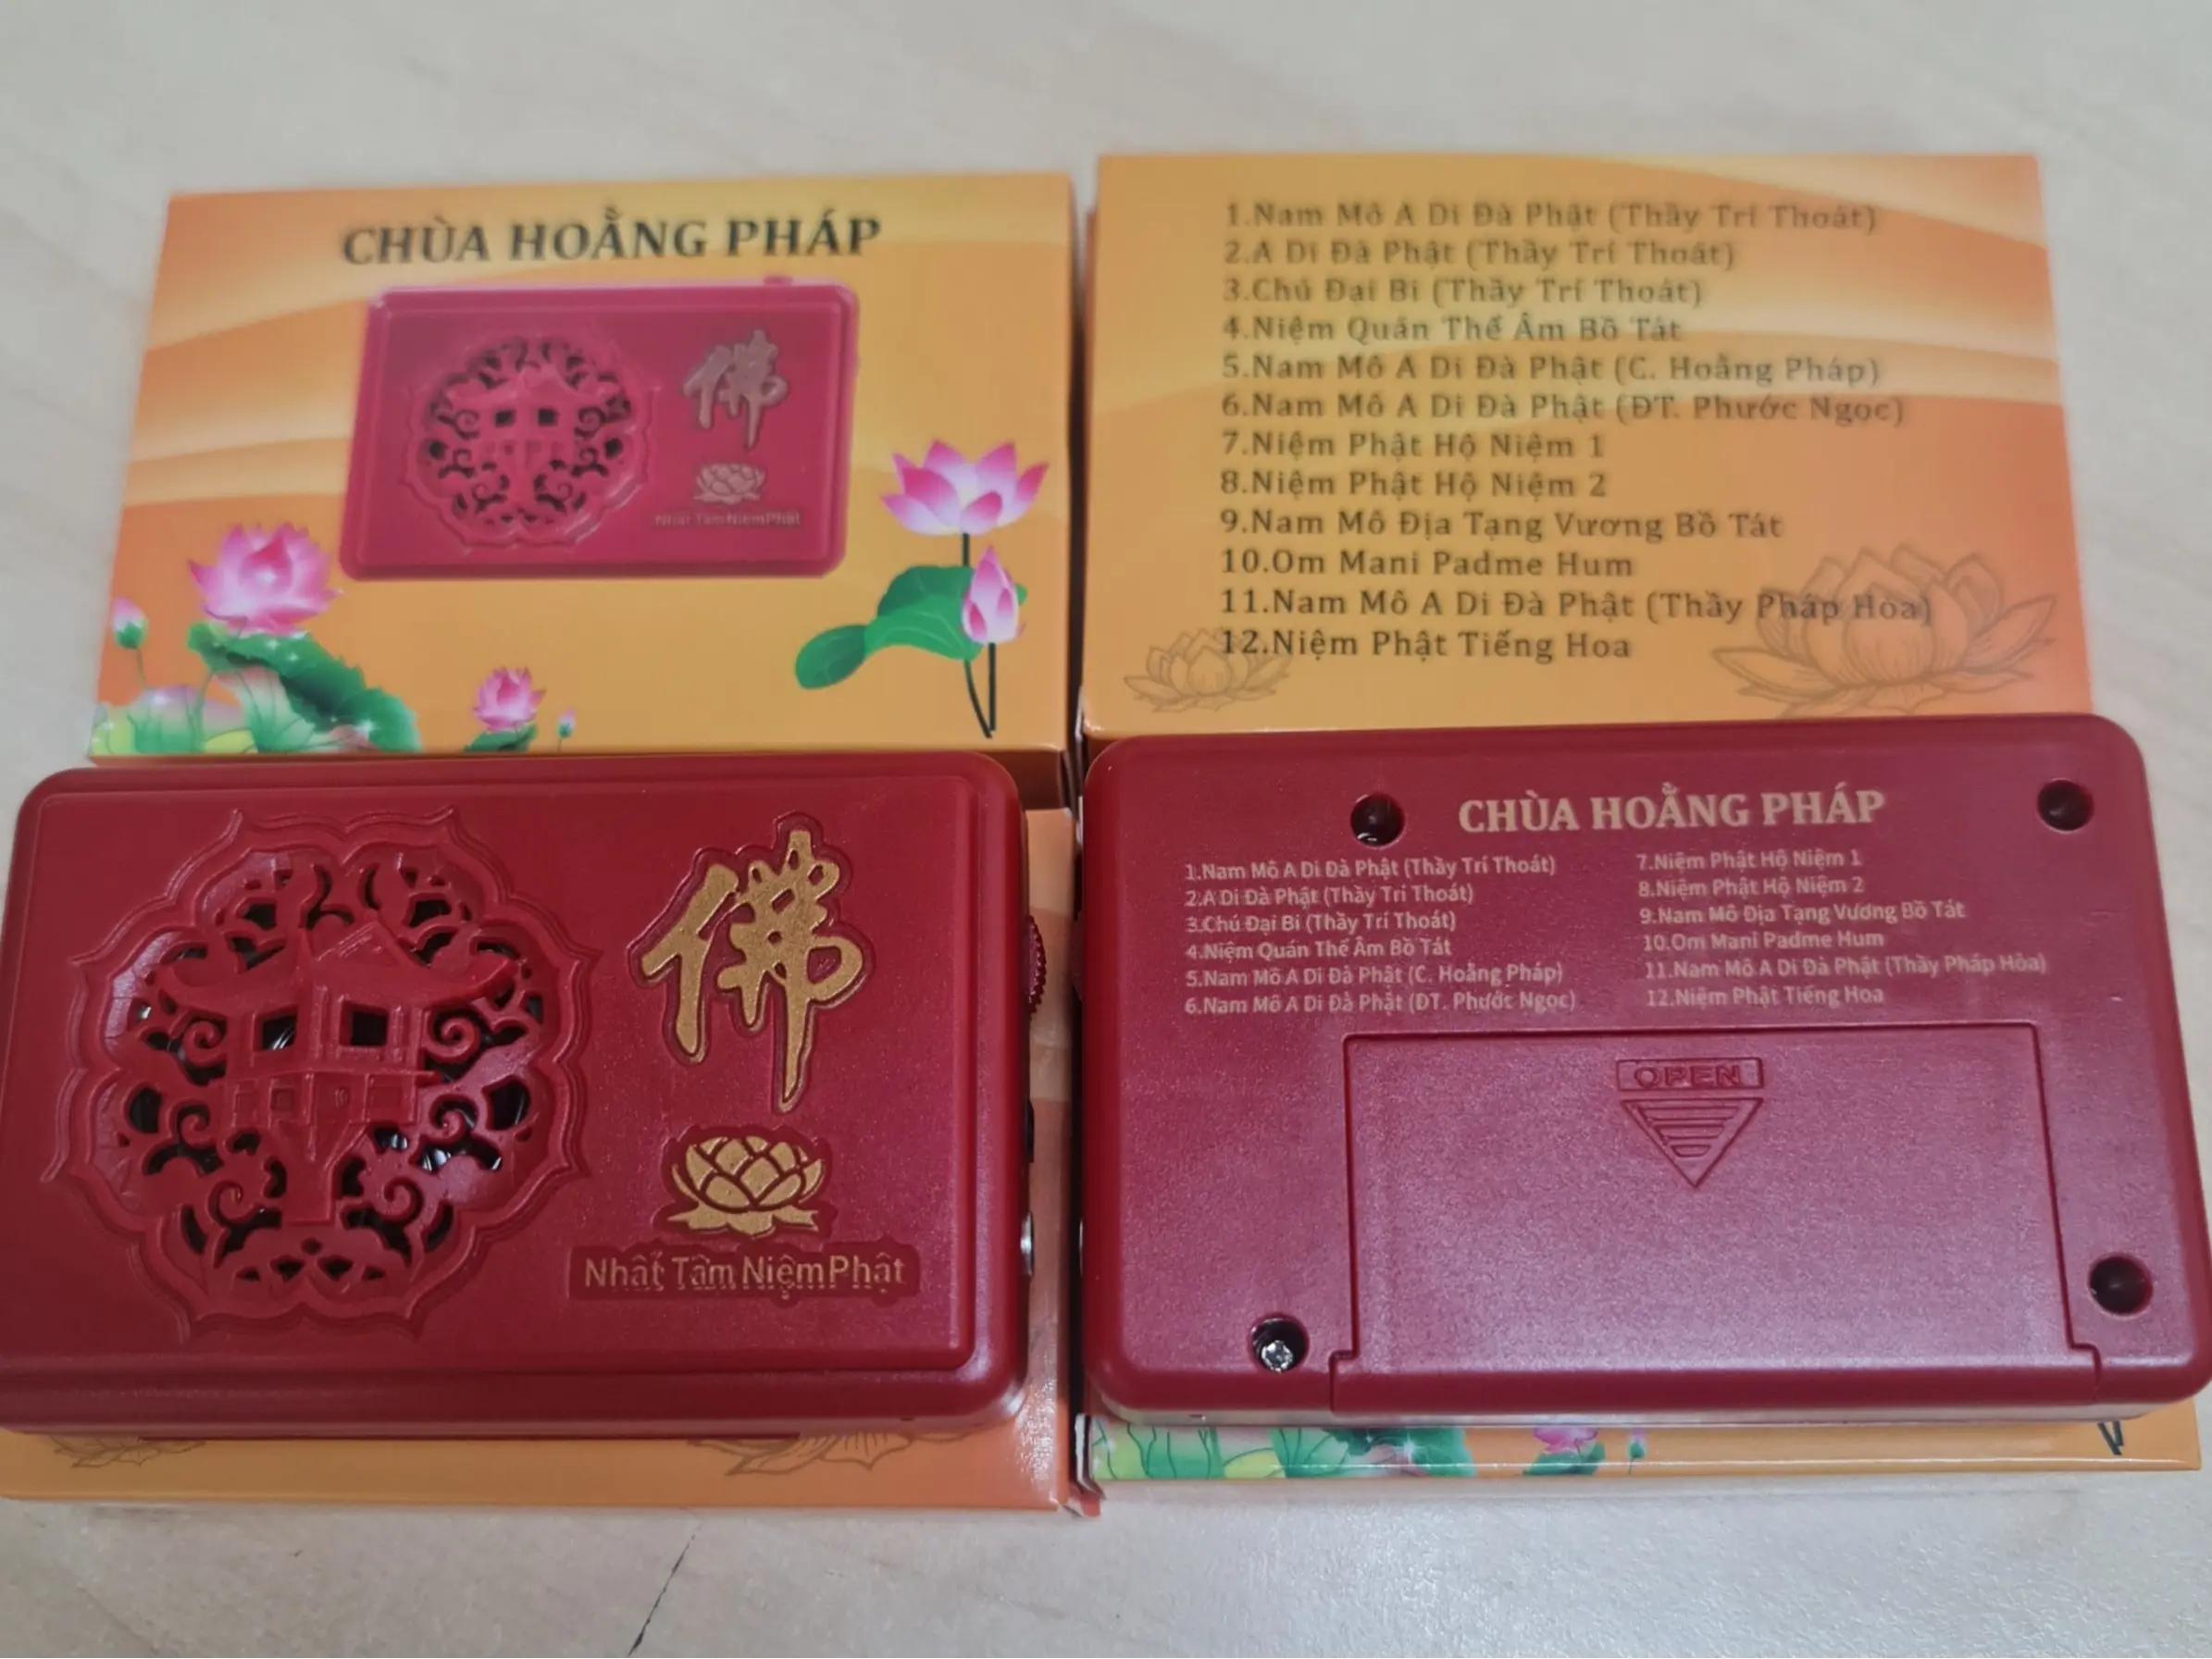 CHÙA HOẰNG PHÁP
佛
Nhất Tâm Niệm Phật
1.Nam Mô A Di Đà Phật (Thầy Trí Thoát)
2.A Di Đà Phật (Thầy Trí Thoát)
3.Chú Đại Bi (Thầy Trí Thoát)
4.Niệm Quán Thế Âm Bồ Tát
5.Nam Mô A Di Đà Phật (C. Hoằng Pháp)
6.Nam Mô A Di Đà Phật (ĐT. Phước Ngọc)
7.Niệm Phật Hộ Niệm 1
8.Niệm Phật Hộ Niệm 2
9.Nam Mô Địa Tạng Vương Bồ Tát
10.Om Mani Padme Hum
11.Nam Mô A Di Đà Phật (Thầy Pháp Hòa)
12.Niệm Phật Tiếng Hoa
佛
Nhất Tâm Niệm Phật
CHÙA HOẰNG PHÁP
1.Nam Mô A Di Đà Phật (Thầy Trí Thoát)
2.A Di Đà Phật (Thầy Trí Thoát)
3.Chú Đại Bi (Thầy Trí Thoát)
4.Niệm Quán Thế Âm Bồ Tát
5.Nam Mô A Di Đà Phật (C. Hoằng Pháp)
6.Nam Mô A Di Đà Phật (ĐT. Phước Ngọc)
7.Niệm Phật Hộ Niệm 1
8.Niệm Phật Hộ Niệm 2
9.Nam Mô Địa Tạng Vương Bồ Tát
10.Om Mani Padme Hum
11.Nam Mô A Di Đà Phật (Thầy Pháp Hòa)
12.Niệm Phật Tiếng Hoa
OPEN